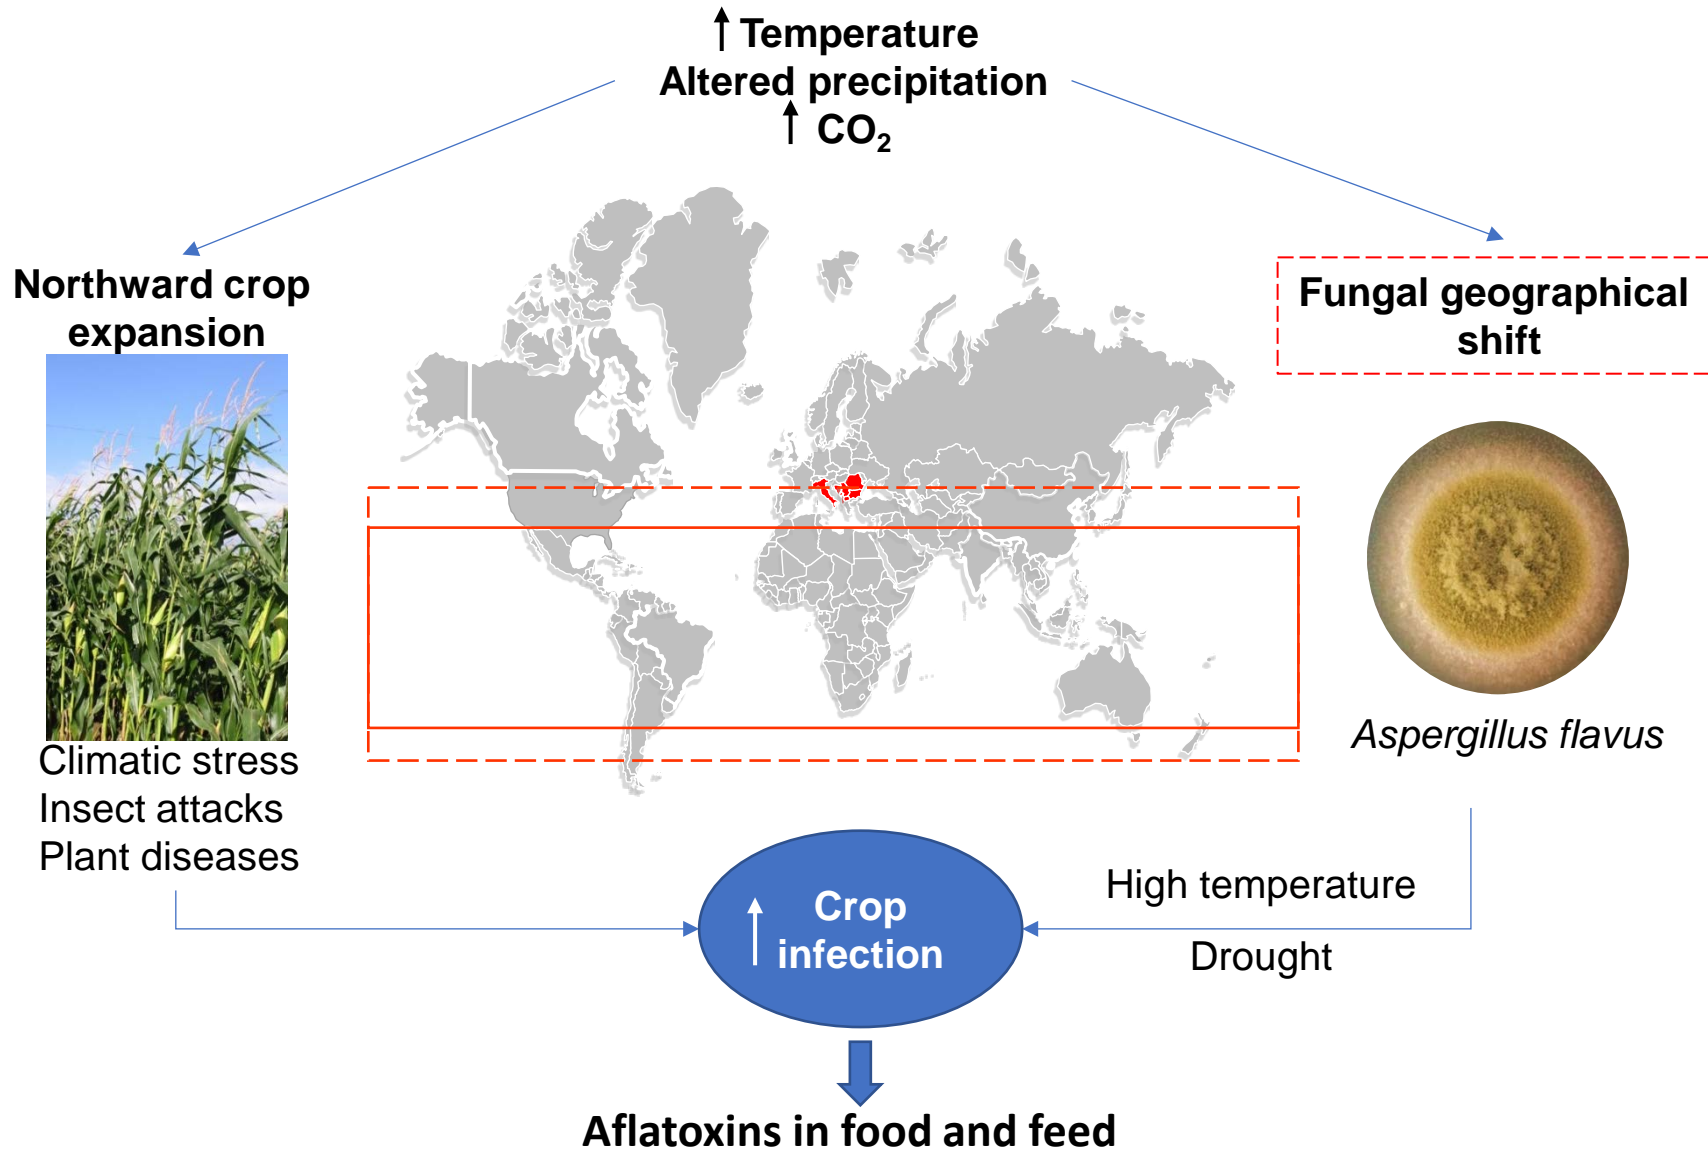 ↑ Temperature
Altered precipitation
↑ CO₂
Northward crop
expansion
Fungal geographical
shift
Climatic stress
Insect attacks
Plant diseases
Aspergillus flavus
High temperature
Drought
↑ Crop
infection
Aflatoxins in food and feed